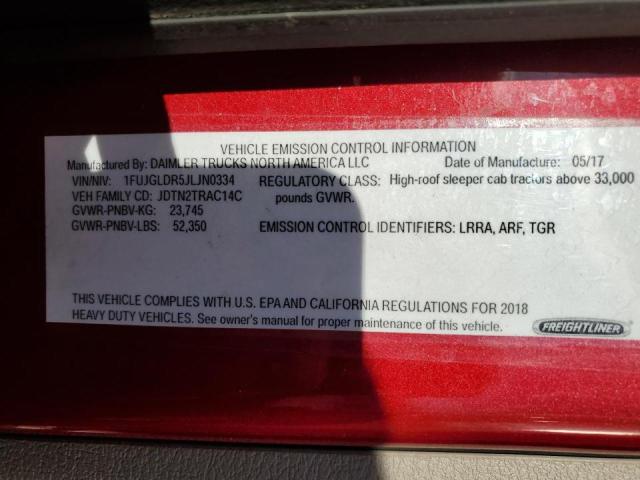 VEHICLE EMISSION CONTROL INFORMATION
Manufactured By: DAIMLER TRUCKS NORTH AMERICA LLC Date of Manufacture: 05/17
VIN/NIV: 1FUJGLDR5JLJN0334 REGULATORY CLASS: High-roof sleeper cab tractors above 33,000
VEH FAMILY CD: JDTN2TRAC14C pounds GVWR.
GVWR-PNBV-KG: 23,745
GVWR-PNBV-LBS: 52,350 EMISSION CONTROL IDENTIFIERS: LRRA, ARF, TGR
THIS VEHICLE COMPLIES WITH U.S. EPA AND CALIFORNIA REGULATIONS FOR 2018
HEAVY DUTY VEHICLES. See owner's manual for proper maintenance of this vehicle.
FREIGHTLINER